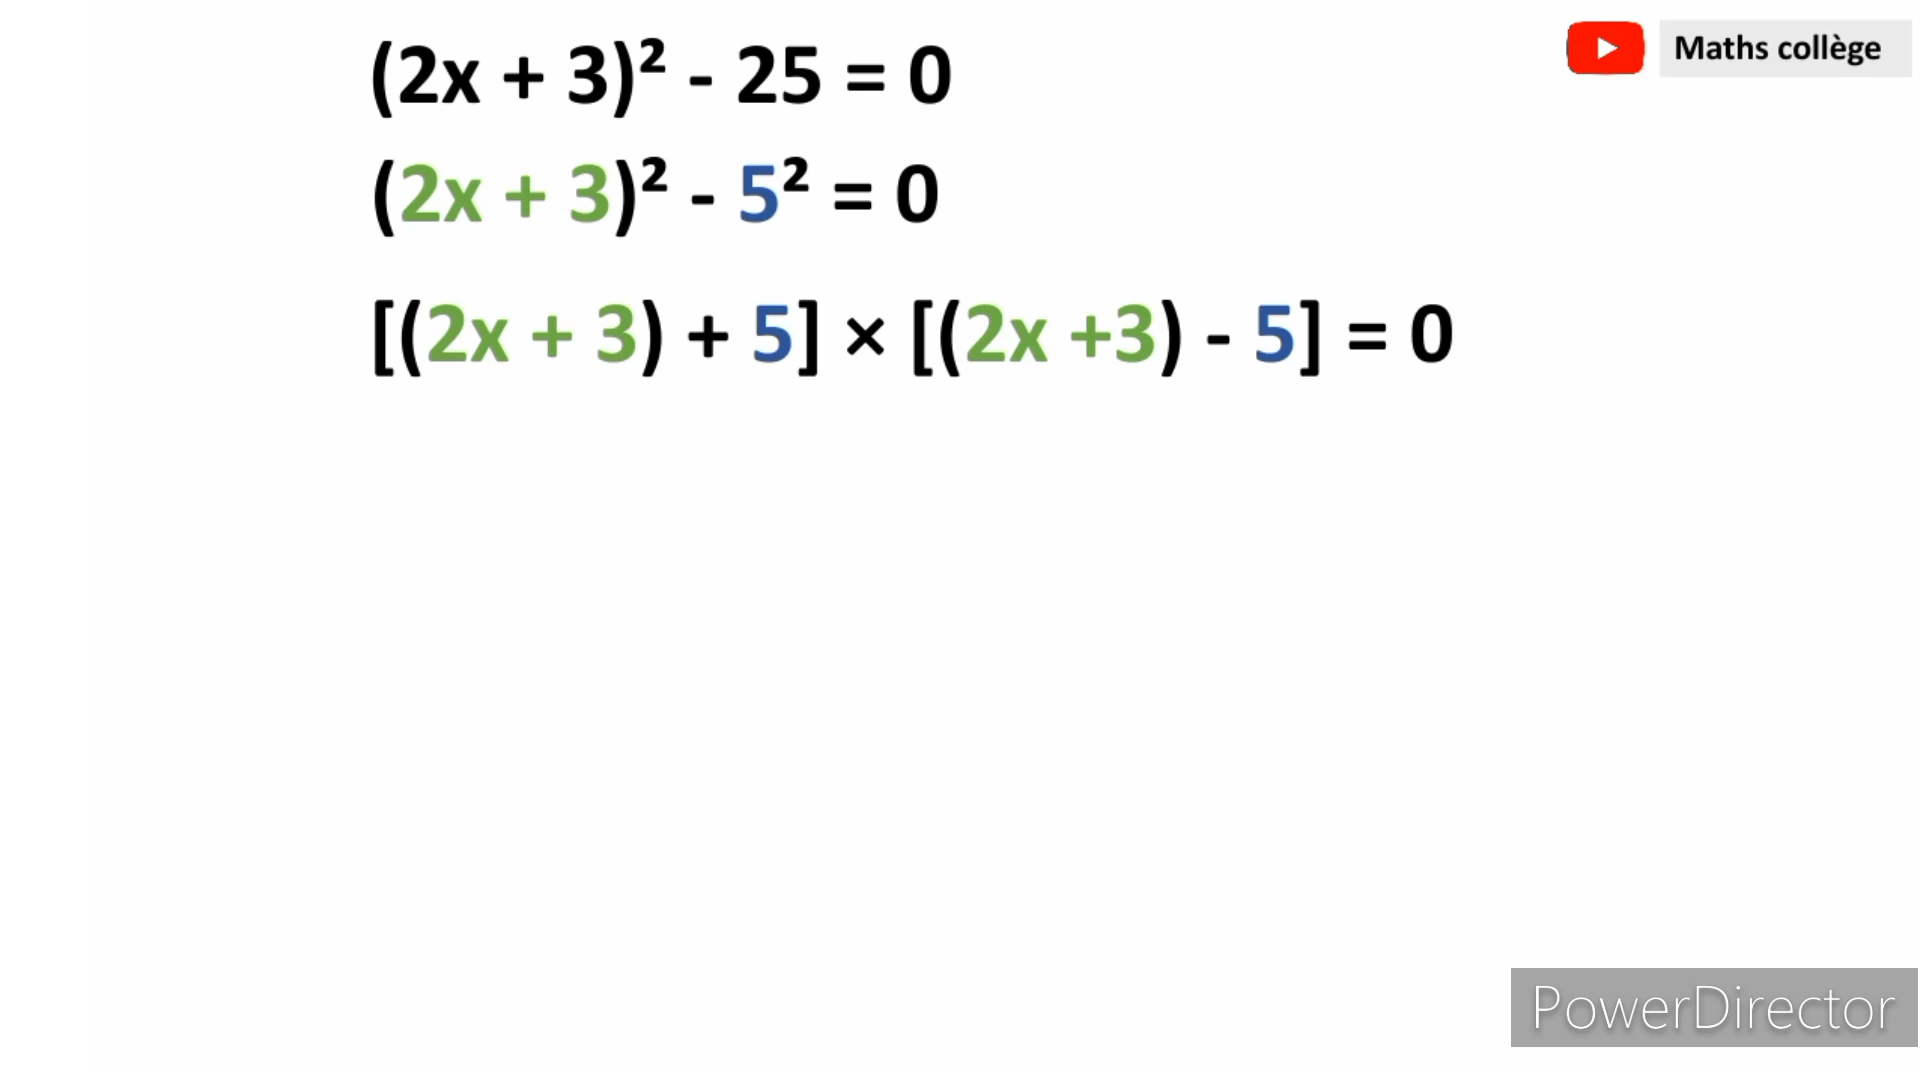 (2x + 3)² - 25 = 0
Maths collège
(2x + 3)² - 5² = 0
[(2x + 3) + 5] × [(2x +3) - 5] = 0
PowerDirector